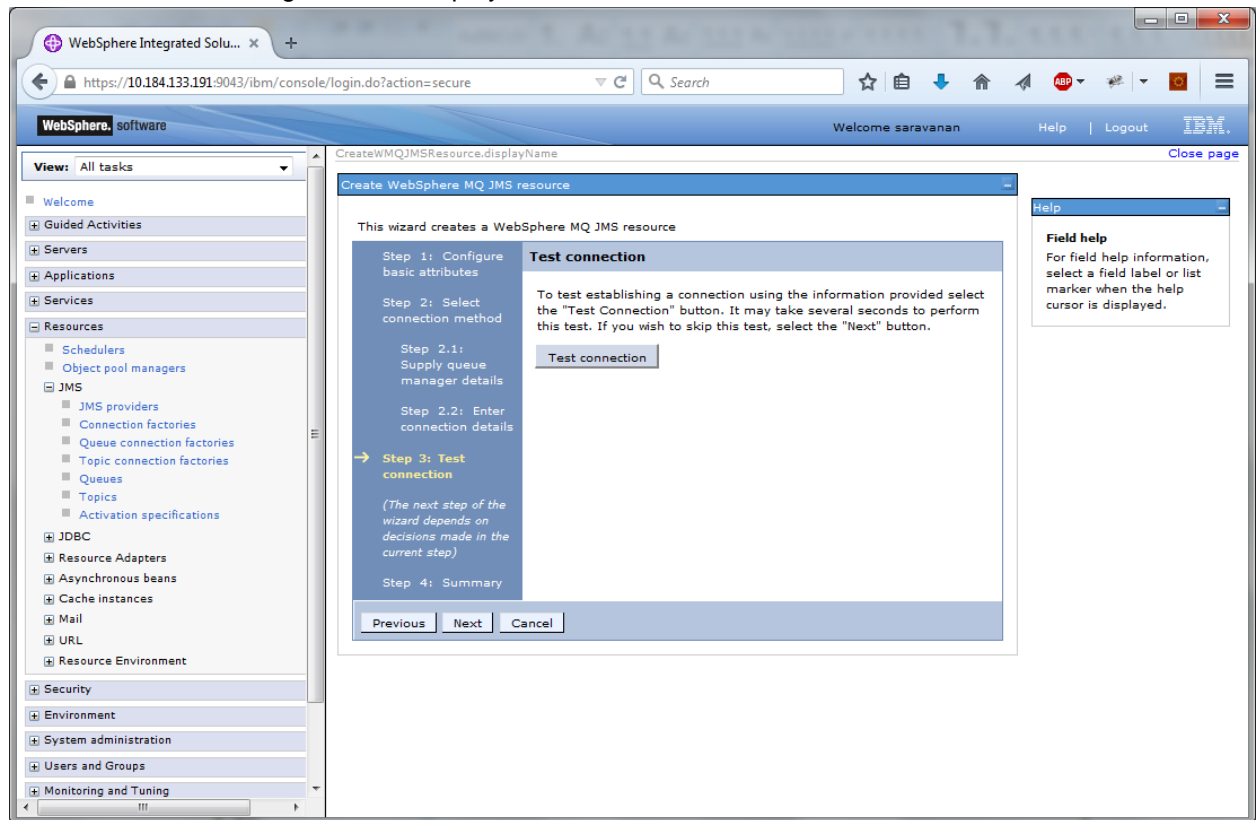 WebSphere Integrated Solu... × +
https://10.184.133.191:9043/ibm/console/login.do?action=secure
Search
ABP
WebSphere. software
Welcome saravanan
Help | Logout
IBM.
View: All tasks
Welcome
Guided Activities
Servers
Applications
Services
Resources
Schedulers
Object pool managers
JMS
JMS providers
Connection factories
Queue connection factories
Topic connection factories
Queues
Topics
Activation specifications
JDBC
Resource Adapters
Asynchronous beans
Cache instances
Mail
URL
Resource Environment
Security
Environment
System administration
Users and Groups
Monitoring and Tuning
CreateWMQJMSResource.displayName
Close page
Create WebSphere MQ JMS resource
This wizard creates a WebSphere MQ JMS resource
Step 1: Configure
basic attributes
Step 2: Select
connection method
Step 2.1:
Supply queue
manager details
Step 2.2: Enter
connection details
Step 3: Test
connection
(The next step of the
wizard depends on
decisions made in the
current step)
Step 4: Summary
Test connection
To test establishing a connection using the information provided select
the "Test Connection" button. It may take several seconds to perform
this test. If you wish to skip this test, select the "Next" button.
Test connection
Previous Next Cancel
Help
Field help
For field help information,
select a field label or list
marker when the help
cursor is displayed.